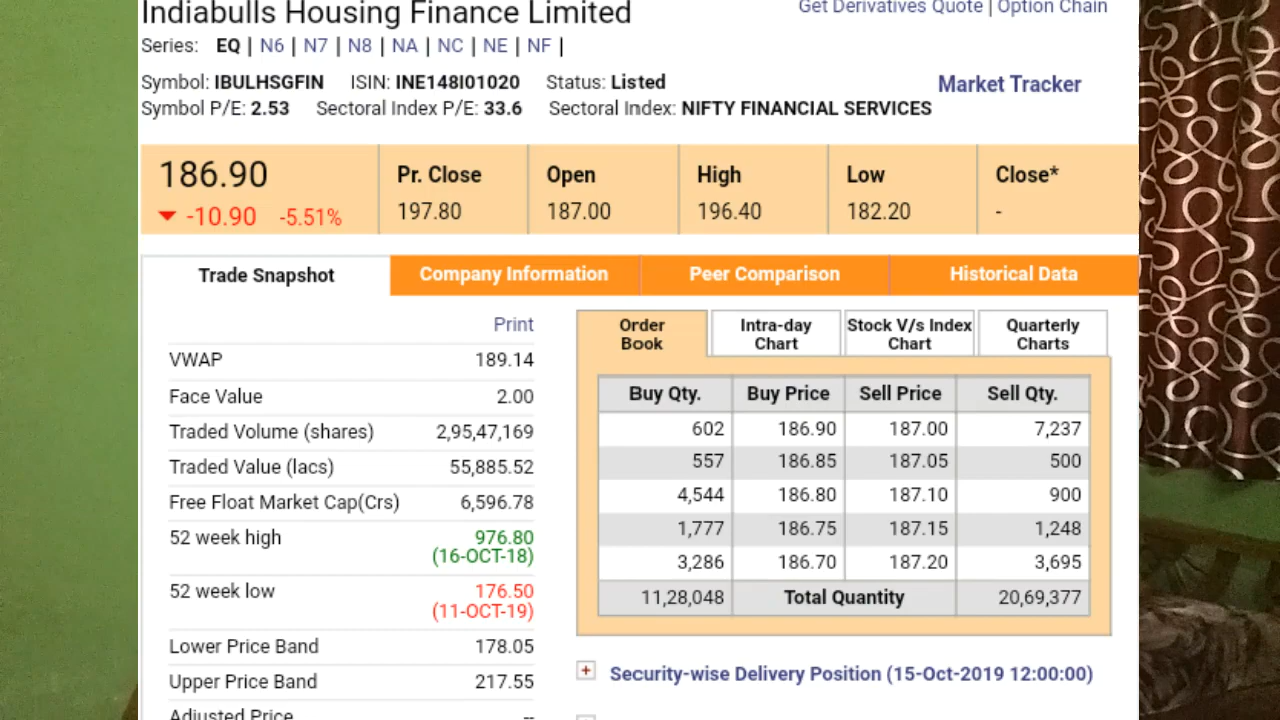 Indiabulls Housing Finance Limited
Get Derivatives Quote | Option Chain
Series: EQ | N6 | N7 | N8 | NA | NC | NE | NF |
Symbol: IBULHSGFIN ISIN: INE148I01020 Status: Listed
Market Tracker
Symbol P/E: 2.53 Sectoral Index P/E: 33.6 Sectoral Index: NIFTY FINANCIAL SERVICES
186.90
-10.90 -5.51%
Pr. Close Open High Low Close*
197.80 187.00 196.40 182.20 -
Trade Snapshot Company Information Peer Comparison Historical Data
Print
VWAP 189.14
Face Value 2.00
Traded Volume (shares) 2,95,47,169
Traded Value (lacs) 55,885.52
Free Float Market Cap(Crs) 6,596.78
52 week high 976.80
(16-OCT-18)
52 week low 176.50
(11-OCT-19)
Lower Price Band 178.05
Upper Price Band 217.55
Adjusted Price --
Order Book Intra-day Chart Stock V/s Index Chart Quarterly Charts
Buy Qty. Buy Price Sell Price Sell Qty.
602 186.90 187.00 7,237
557 186.85 187.05 500
4,544 186.80 187.10 900
1,777 186.75 187.15 1,248
3,286 186.70 187.20 3,695
11,28,048 Total Quantity 20,69,377
+ Security-wise Delivery Position (15-Oct-2019 12:00:00)